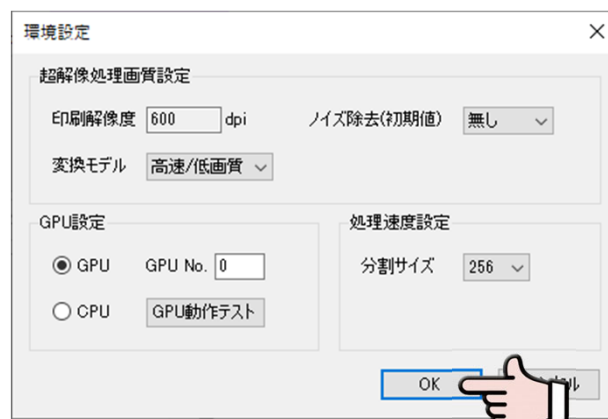 環境設定
超解像処理画質設定
印刷解像度 600 dpi ノイズ除去(初期値) 無し
変換モデル 高速/低画質
GPU設定
処理速度設定
GPU GPU No. 0
分割サイズ 256
CPU GPU動作テスト
OK